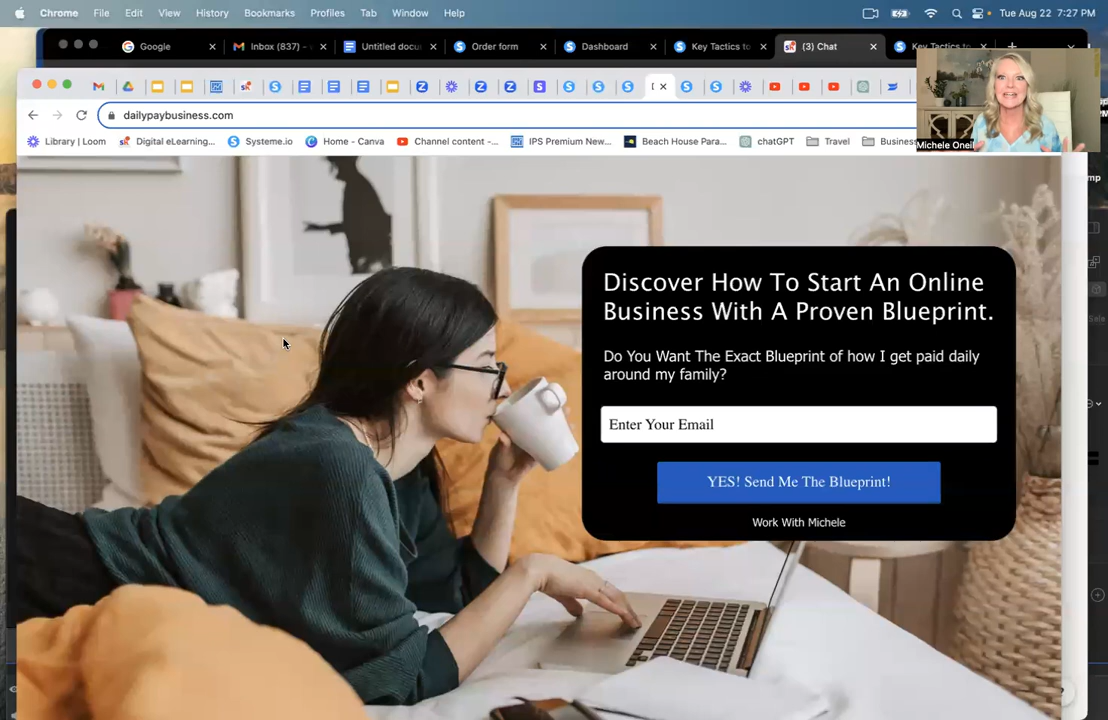 Chrome File Edit View History Bookmarks Profiles Tab Window Help Tue Aug 22 7:27 PM
Google Inbox (837) - Untitled docu Order form Dashboard Key Tactics to (3) Chat Key Tactics to
dailypaybusiness.com
Michele Oneil
Library | Loom Digital eLearning... Systeme.io Home - Canva Channel content -... IPS Premium New... Beach House Para... chatGPT Travel Business
Discover How To Start An Online
Business With A Proven Blueprint.
Do You Want The Exact Blueprint of how I get paid daily
around my family?
Enter Your Email
YES! Send Me The Blueprint!
Work With Michele